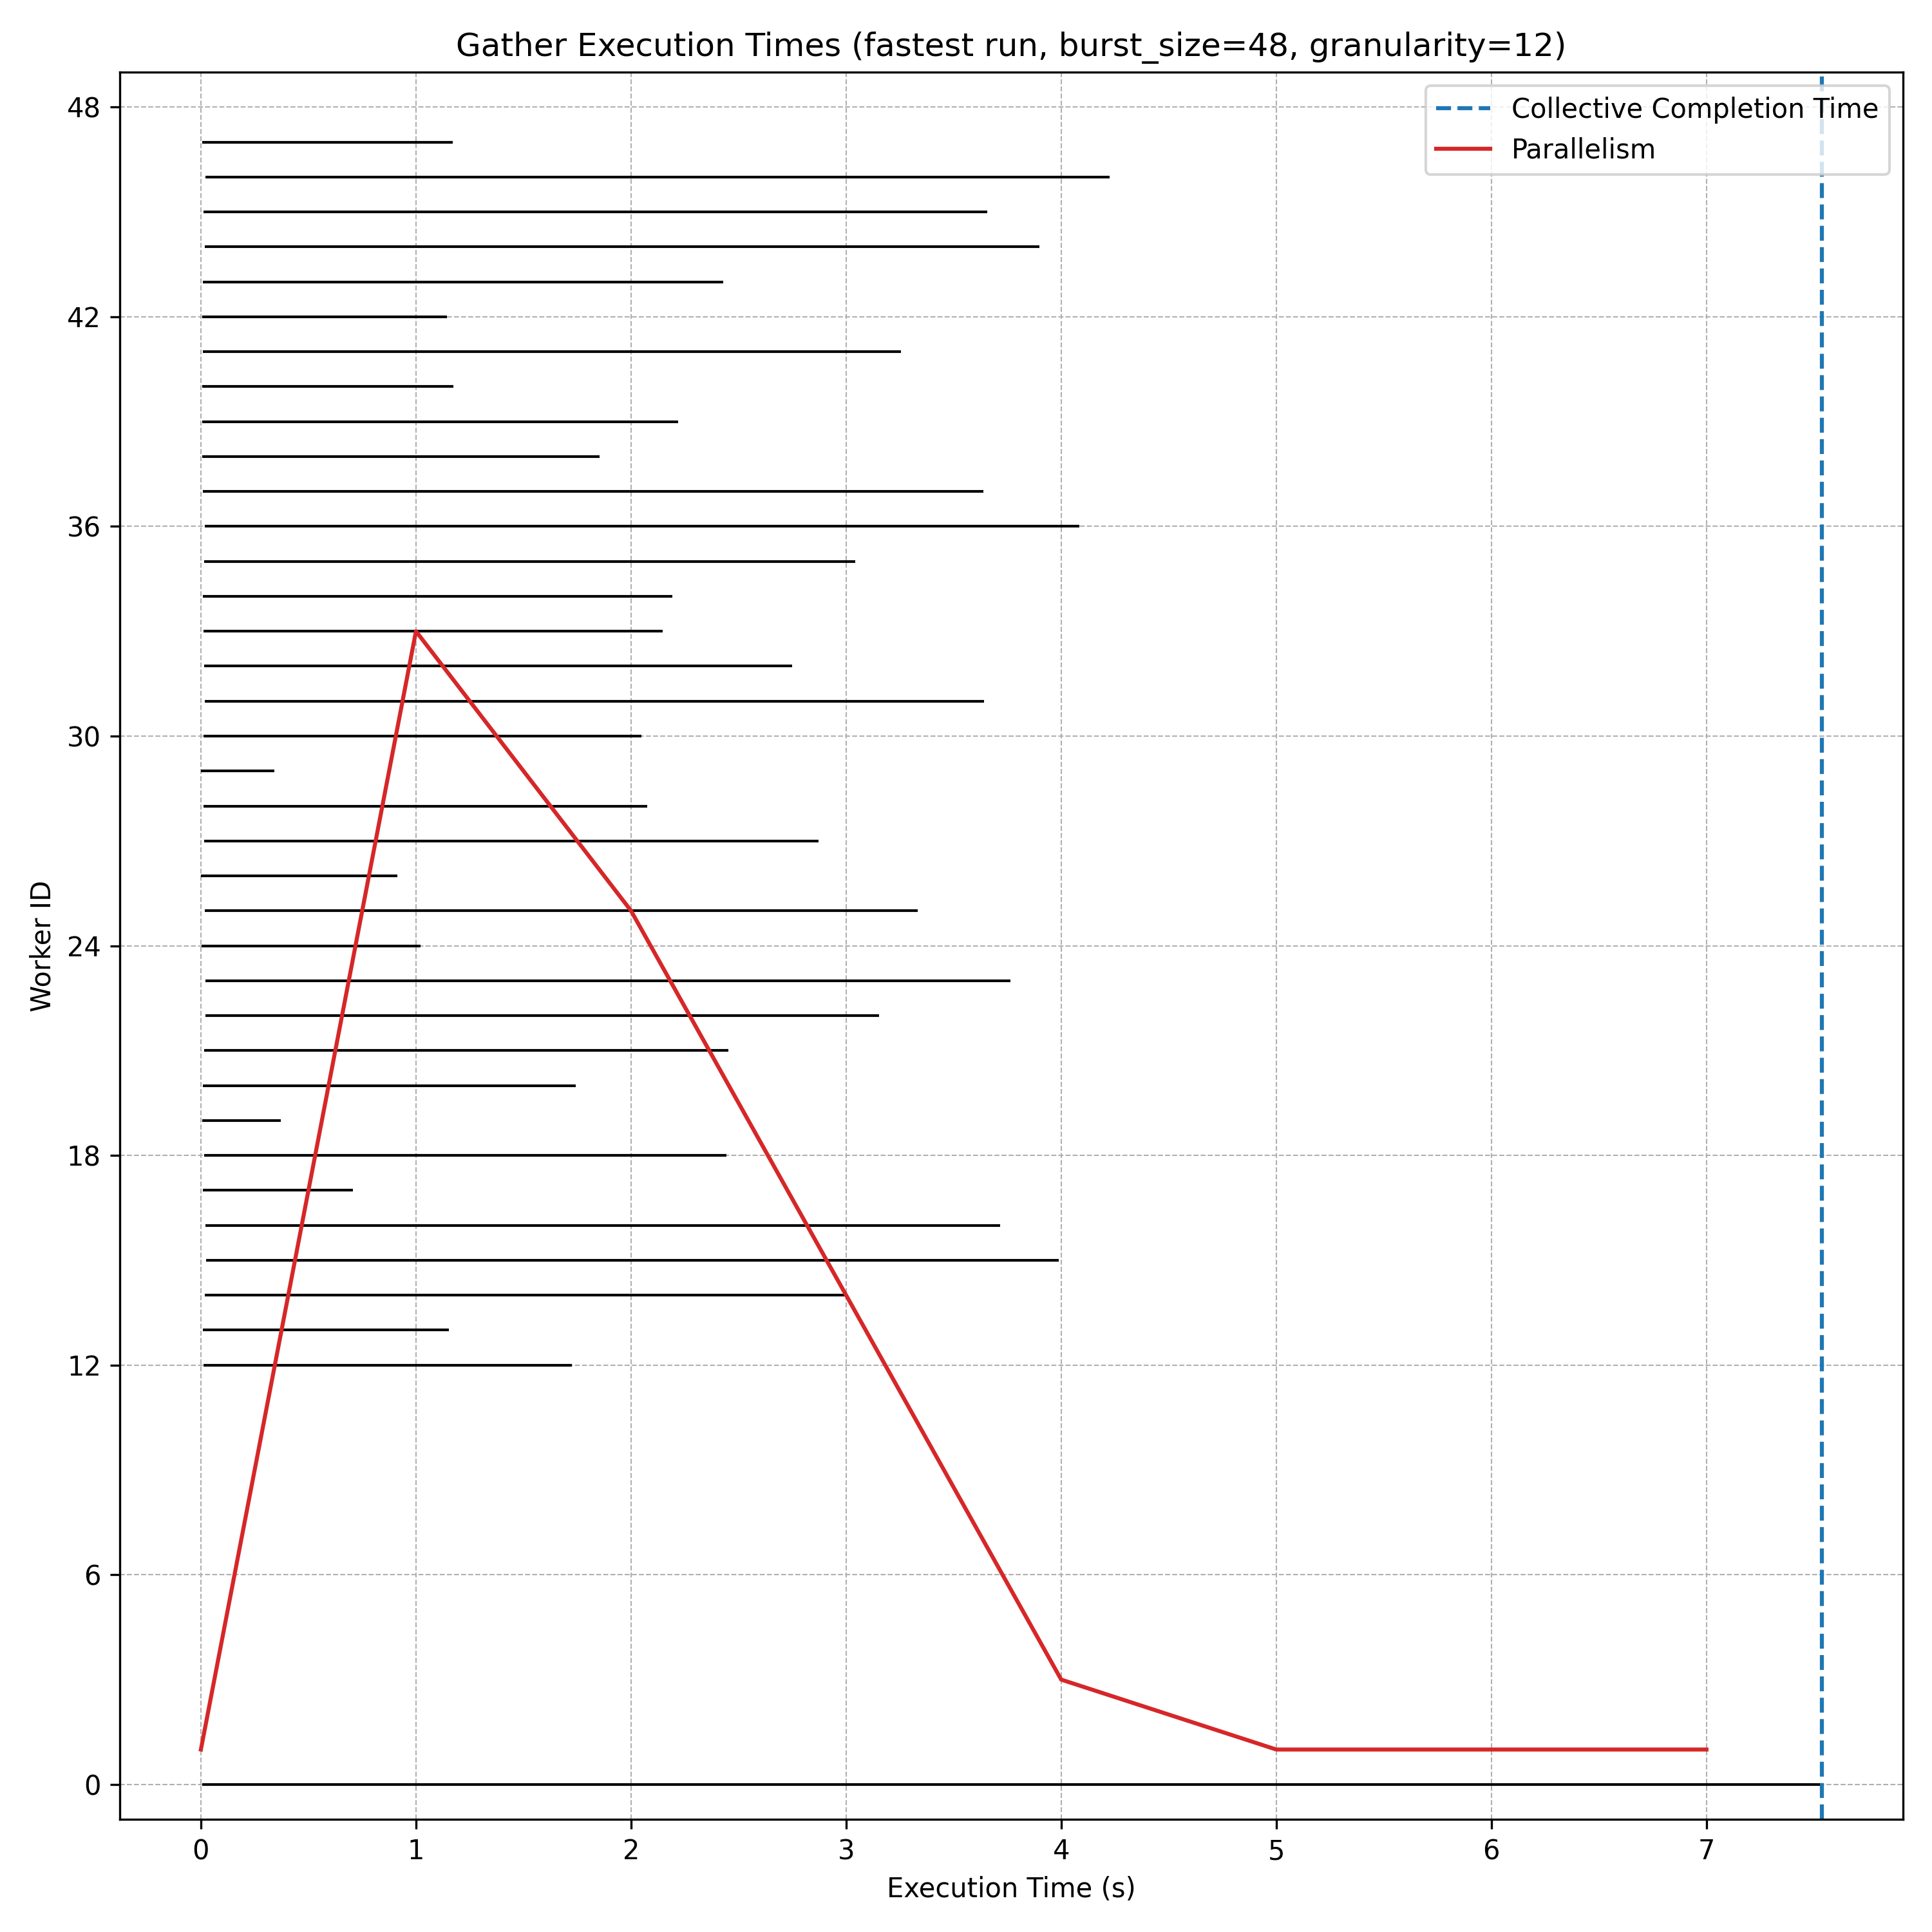 Gather Execution Times (fastest run, burst_size=48, granularity=12)
Collective Completion Time
Parallelism
48
42
36
30
24
18
12
6
0
Worker ID
0 1 2 3 4 5 6 7
Execution Time (s)